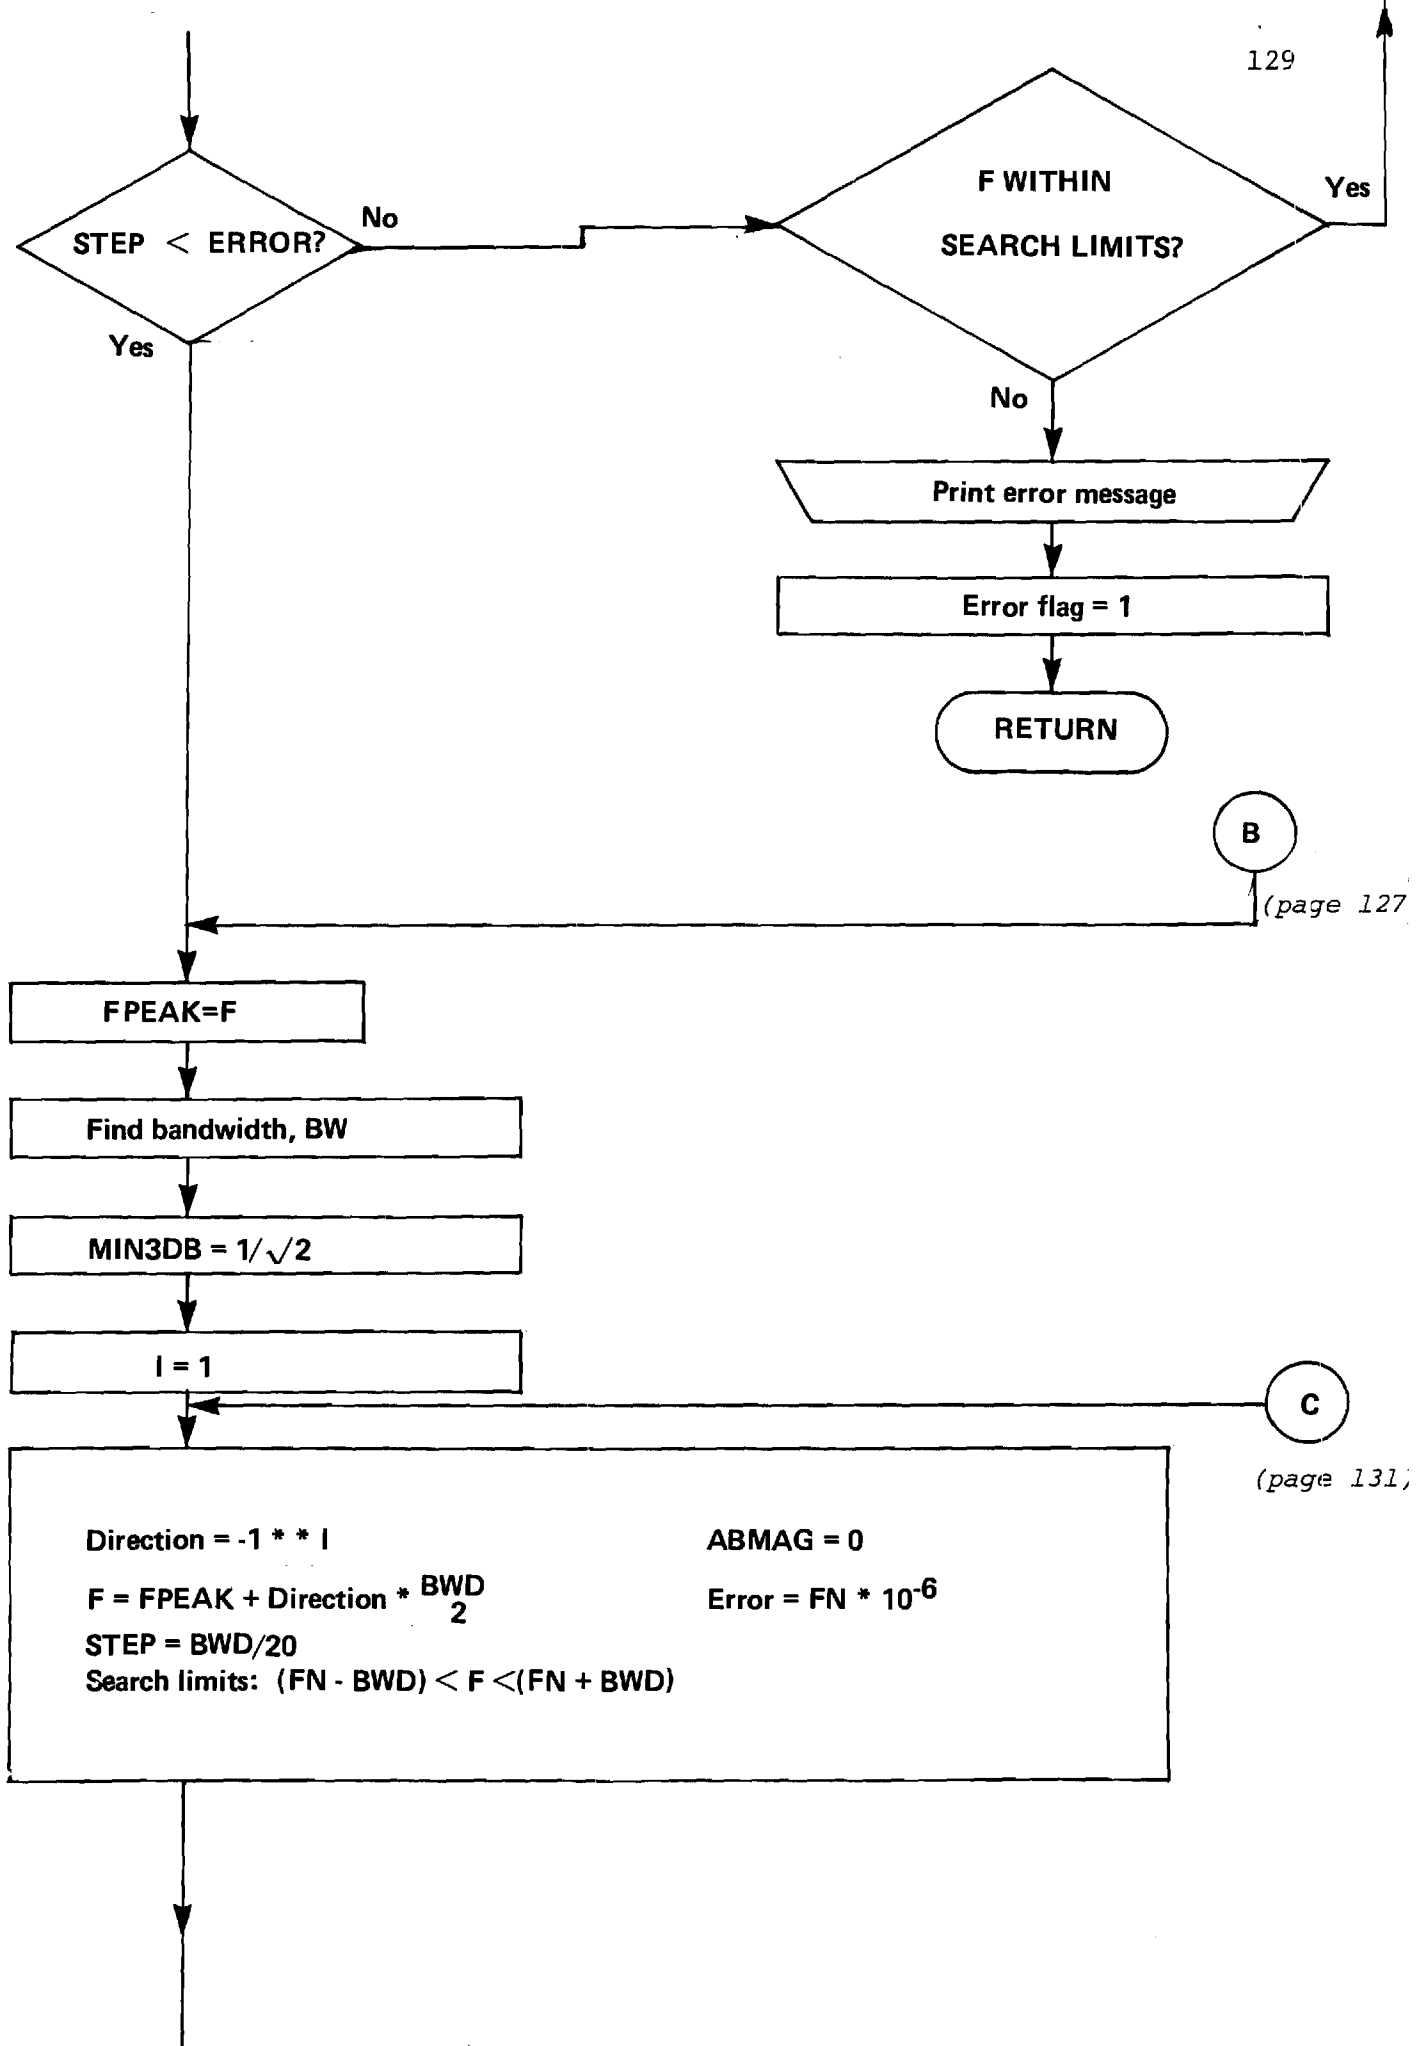 129
STEP < ERROR?
No
Yes
F WITHIN
SEARCH LIMITS?
Yes
No
Print error message
Error flag = 1
RETURN
B
(page 127
FPEAK=F
Find bandwidth, BW
MIN3DB = 1/√2
I = 1
C
(page 131)
Direction = -1 * * I
ABMAG = 0
F = FPEAK + Direction * BWD/2
Error = FN * 10⁻⁶
STEP = BWD/20
Search limits: (FN - BWD) < F <(FN + BWD)